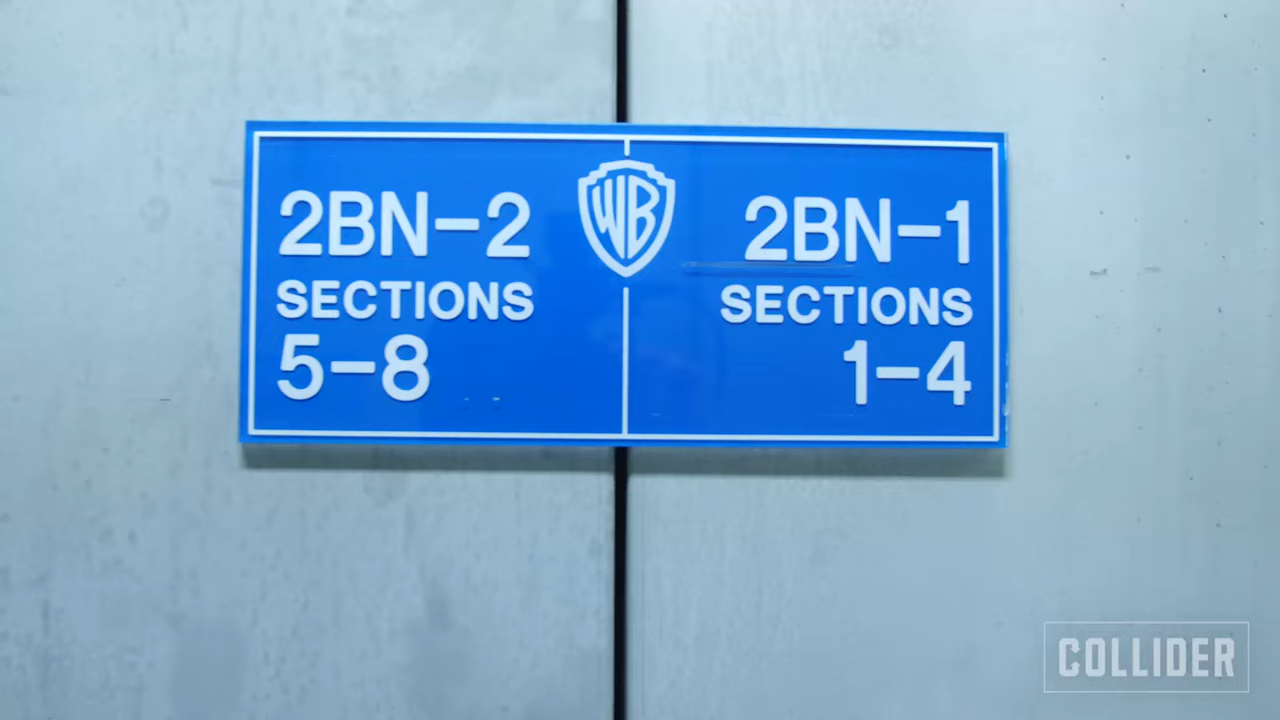 2BN-2
SECTIONS
5-8
WB
2BN-1
SECTIONS
1-4
COLLIDER